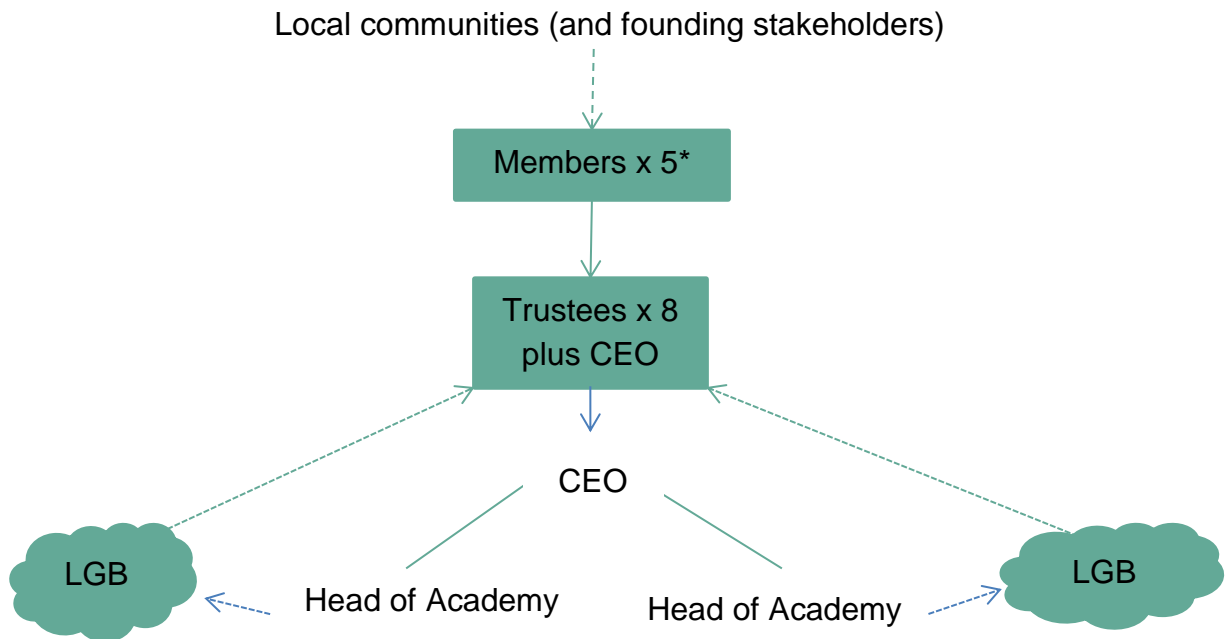 Local communities (and founding stakeholders)
Members x 5*
Trustees x 8
plus CEO
CEO
LGB
LGB
Head of Academy
Head of Academy